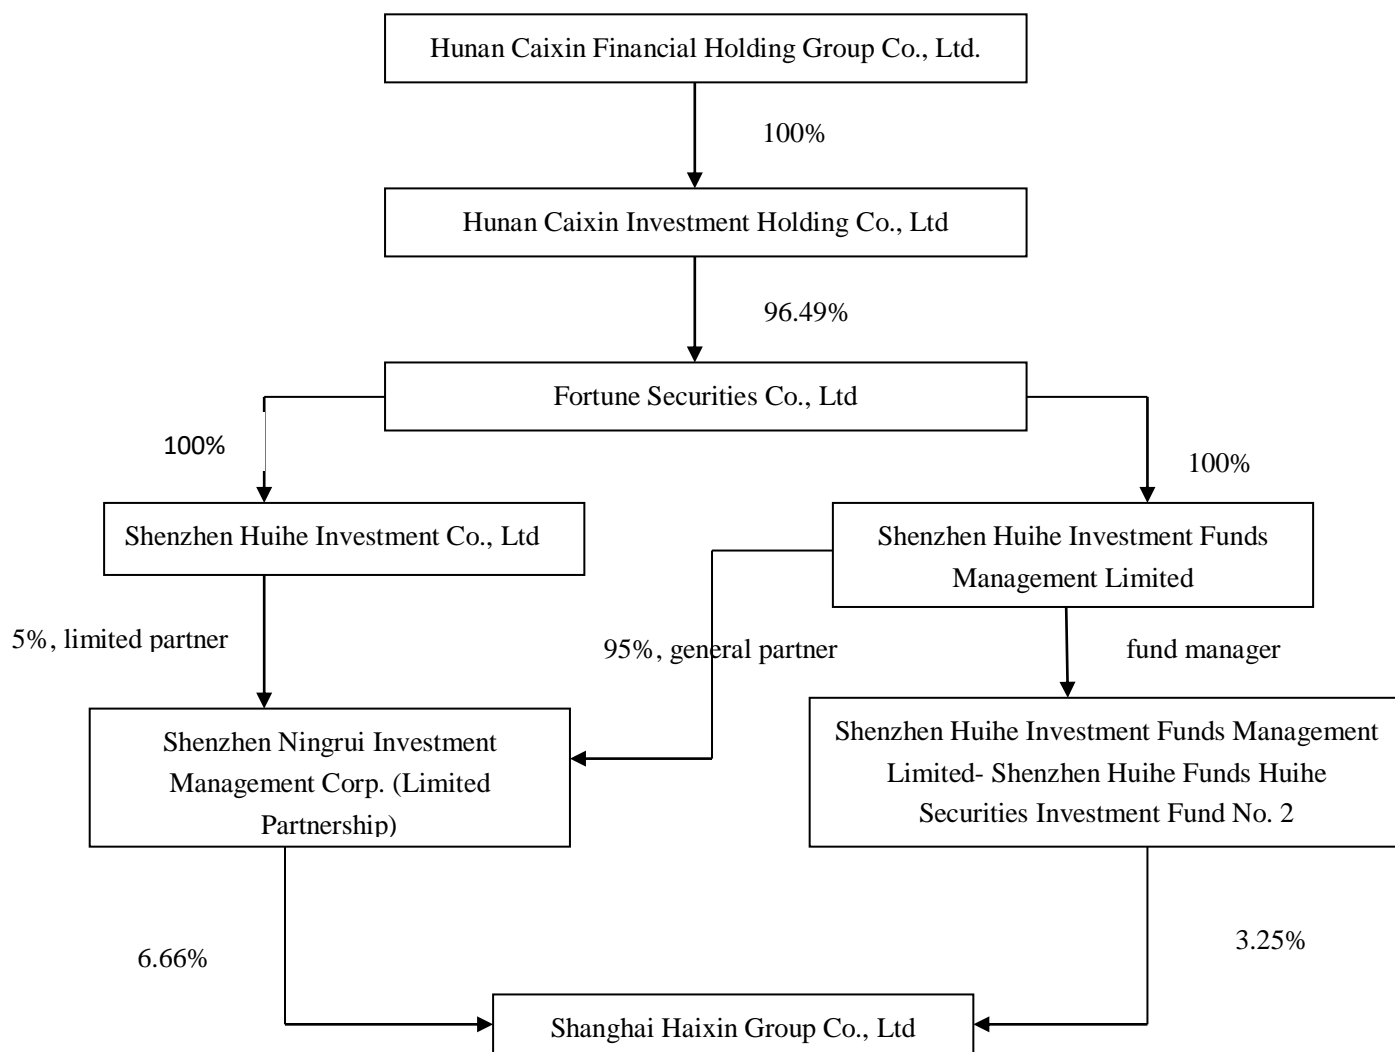 Hunan Caixin Financial Holding Group Co., Ltd.
100%
Hunan Caixin Investment Holding Co., Ltd
96.49%
Fortune Securities Co., Ltd
100%
100%
Shenzhen Huihe Investment Co., Ltd
Shenzhen Huihe Investment Funds
Management Limited
5%, limited partner
95%, general partner
fund manager
Shenzhen Ningrui Investment
Management Corp. (Limited
Partnership)
Shenzhen Huihe Investment Funds Management
Limited- Shenzhen Huihe Funds Huihe
Securities Investment Fund No. 2
6.66%
3.25%
Shanghai Haixin Group Co., Ltd